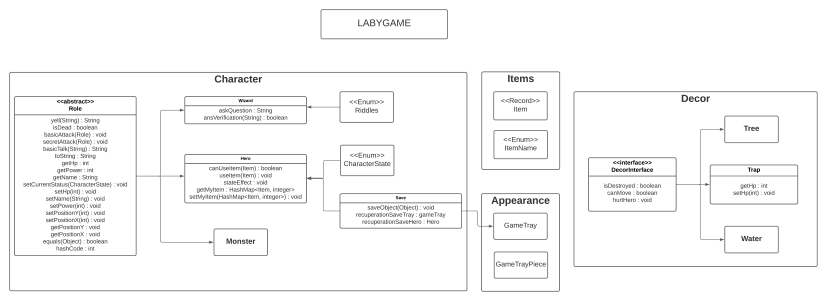 LABYGAME
Character
<<abstract>>
Role
yell(String) : String
isDead : boolean
basicAttack(Role) : void
secretAttack(Role) : void
basicTalk(String) : String
toString : String
getHp : int
getPower : int
getName : String
setCurrentStatus(CharacterState) : void
setHp(int) : void
setName(String) : void
setPower(int) : void
setPositionY(int) : void
setPositionX(int) : void
getPositionY : void
getPositionX : void
equals(Object) : boolean
hashCode : int
Wizard
askQuestion : String
ansVerification(String) : boolean
<<Enum>>
Riddles
Hero
canUseItem(Item) : boolean
useItem(Item) : void
stateEffect : void
getMyItem : HashMap<Item, integer>
setMyItem(HashMap<Item, integer>) : void
<<Enum>>
CharacterState
Save
saveObject(Object) : void
recuperationSaveTray : gameTray
recuperationSaveHero : Hero
Monster
Items
<<Record>>
Item
<<Enum>>
ItemName
Appearance
GameTray
GameTrayPiece
Decor
<<interface>>
DecorInterface
isDestroyed : boolean
canMove : boolean
hurtHero : void
Tree
Trap
getHp : int
setHp(int) : void
Water